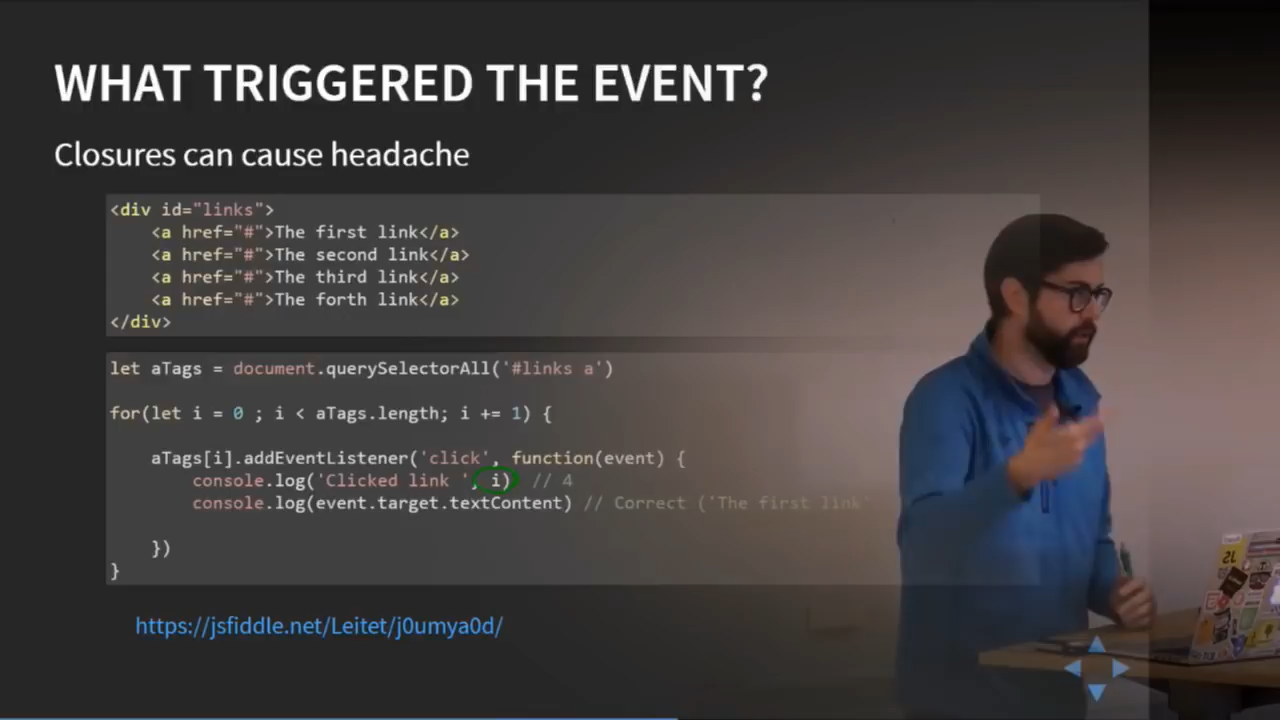 WHAT TRIGGERED THE EVENT?
Closures can cause headache
<div id="links">
    <a href="#">The first link</a>
    <a href="#">The second link</a>
    <a href="#">The third link</a>
    <a href="#">The forth link</a>
</div>
let aTags = document.querySelectorAll('#links a')
for(let i = 0 ; i < aTags.length; i += 1) {
    aTags[i].addEventListener('click', function(event) {
        console.log('Clicked link ', i) // 4
        console.log(event.target.textContent) // Correct ('The first link'
    })
}
https://jsfiddle.net/Leitet/j0umya0d/